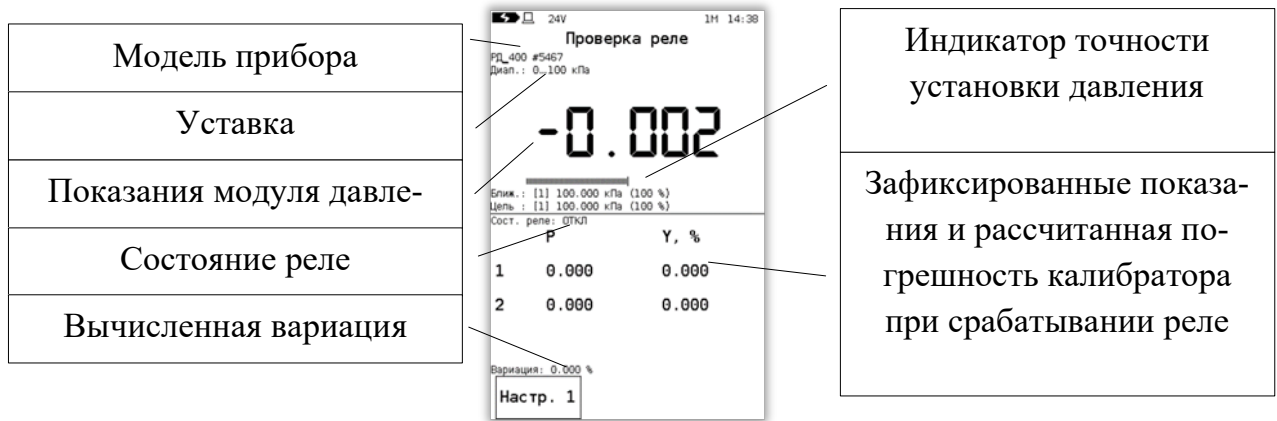 Модель прибора
Уставка
Показания модуля давле-
Состояние реле
Вычисленная вариация
24V 1М 14:38
Проверка реле
РД_400 #5467
Диап.: 0…100 кПа
-0.002
Ближ.: [1] 100.000 кПа (100 %)
Цель : [1] 100.000 кПа (100 %)
Сост. реле: ОТКЛ
P Y, %
1 0.000 0.000
2 0.000 0.000
Вариация: 0.000 %
Настр. 1
Индикатор точности
установки давления
Зафиксированные показа-
ния и рассчитанная по-
грешность калибратора
при срабатывании реле